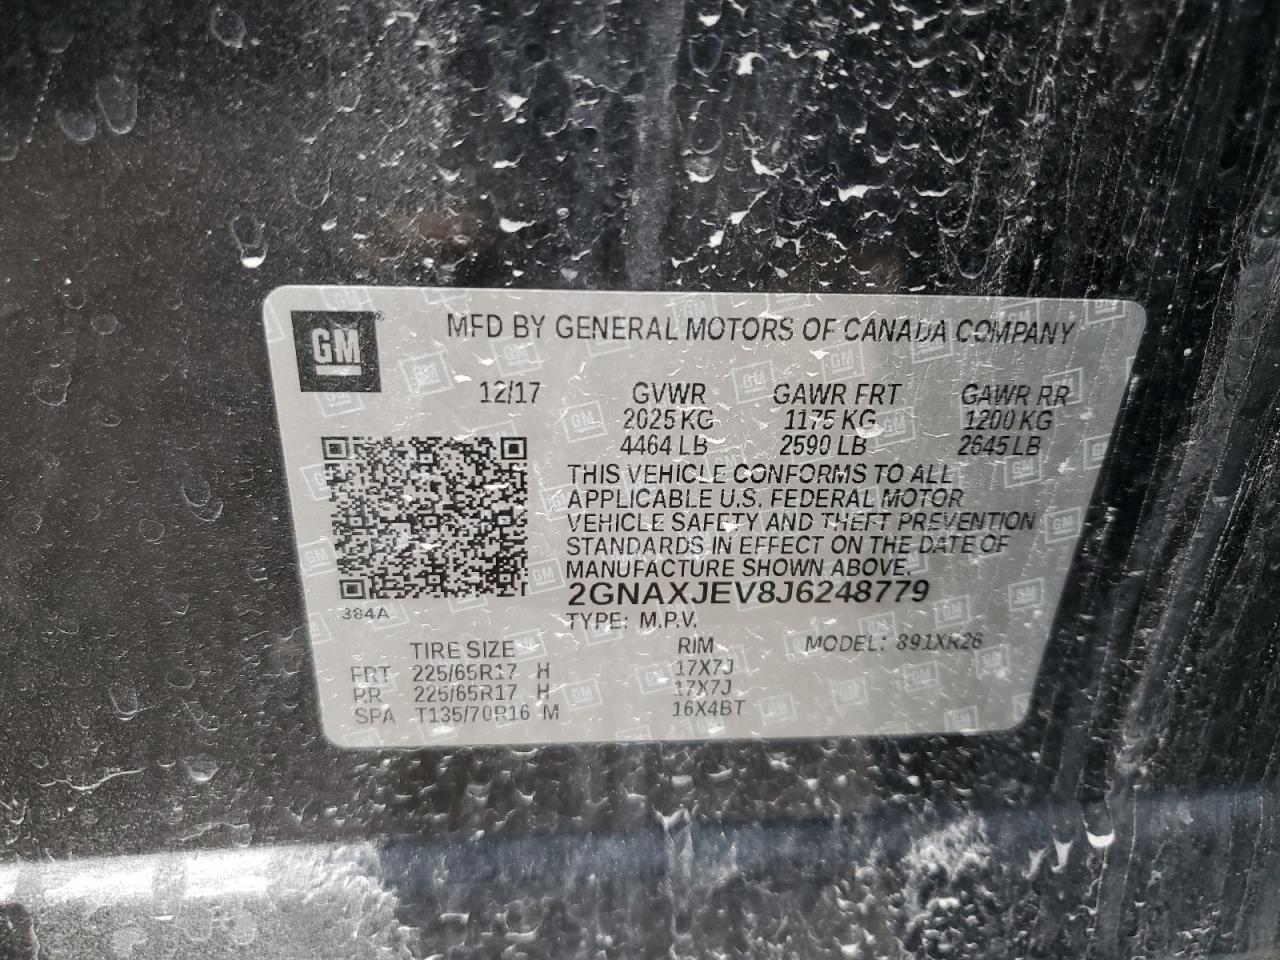 GM
MFD BY GENERAL MOTORS OF CANADA COMPANY
12/17 GVWR GAWR FRT GAWR RR
2025 KG 1175 KG 1200 KG
4464 LB 2590 LB 2645 LB
THIS VEHICLE CONFORMS TO ALL
APPLICABLE U.S. FEDERAL MOTOR
VEHICLE SAFETY AND THEFT PREVENTION
STANDARDS IN EFFECT ON THE DATE OF
MANUFACTURE SHOWN ABOVE.
2GNAXJEV8J6248779
384A
TYPE: M.P.V.
TIRE SIZE RIM MODEL: 891XR26
FRT 225/65R17 H 17X7J
RR 225/65R17 H 17X7J
SPA T135/70R16 M 16X4BT